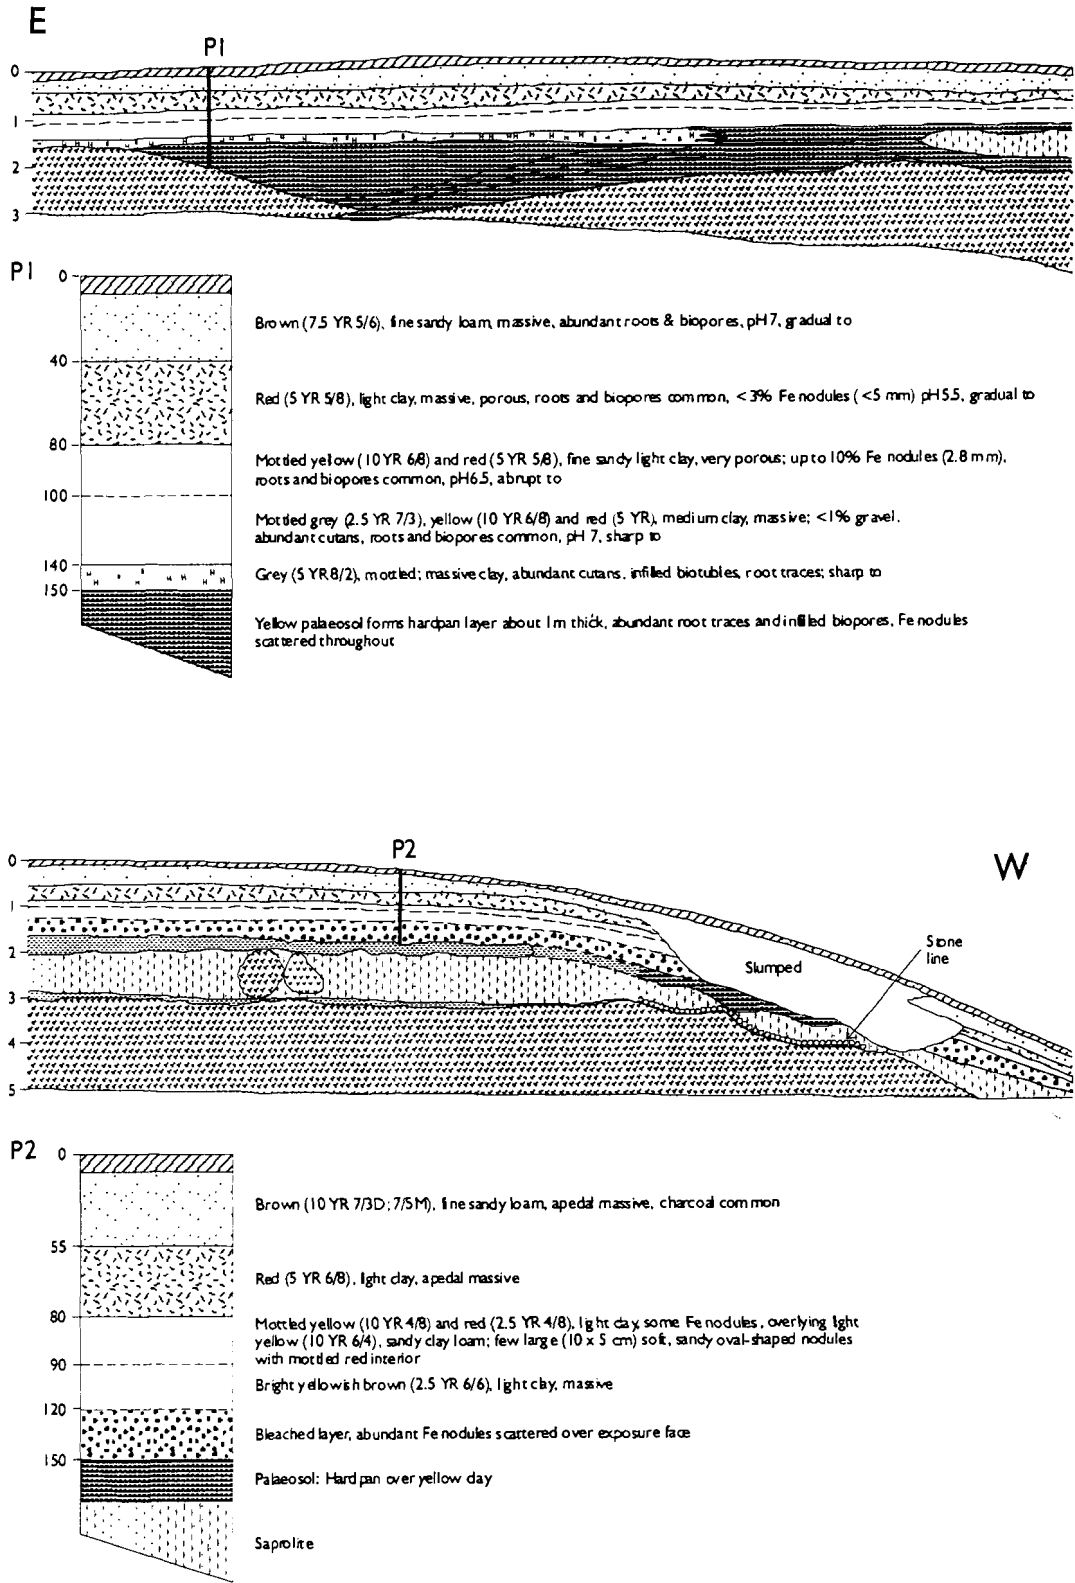 E
P1
0
1
2
3
P1
0
Brown (7.5 YR 5/6), fine sandy loam, massive, abundant roots & biopores, pH 7, gradual to
40
Red (5 YR 5/8), light clay, massive, porous, roots and biopores common, <3% Fe nodules (<5 mm) pH5.5, gradual to
80
Mottled yellow (10 YR 6/8) and red (5 YR 5/8), fine sandy light clay, very porous; up to 10% Fe nodules (2.8 mm),
roots and biopores common, pH6.5, abrupt to
100
Mottled grey (2.5 YR 7/3), yellow (10 YR 6/8) and red (5 YR), medium clay, massive; <1% gravel.
abundant cutans, roots and biopores common, pH 7, sharp to
140
Grey (5 YR 8/2), mottled; massive clay, abundant cutans. infilled biotubles, root traces; sharp to
150
Yellow palaeosol forms hardpan layer about 1m thick, abundant root traces and infilled biopores, Fe nodules
scattered throughout
P2
W
0
1
2
3
4
5
Stone
line
Slumped
P2
0
Brown (10 YR 7/3D; 7/5M), fine sandy loam, apedal massive, charcoal common
55
Red (5 YR 6/8), light clay, apedal massive
80
Mottled yellow (10 YR 4/8) and red (2.5 YR 4/8), light clay, some Fe nodules, overlying light
yellow (10 YR 6/4), sandy clay loam; few large (10 x 5 cm) soft, sandy oval-shaped nodules
with mottled red interior
90
Bright yellowish brown (2.5 YR 6/6), light clay, massive
120
Bleached layer, abundant Fe nodules scattered over exposure face
150
Palaeosol: Hard pan over yellow clay
Saprolite